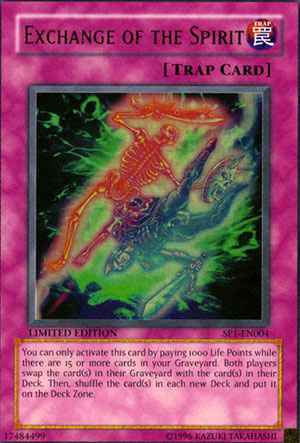 EXCHANGE OF THE SPIRIT
TRAP
罠
[TRAP CARD]
LIMITED EDITION SP1-EN004
You can only activate this card by paying 1000 Life Points while
there are 15 or more cards in your Graveyard. Both players
swap the card(s) in their Graveyard with the card(s) in their
Deck. Then, shuffle the card(s) in each new Deck and put it
on the Deck Zone.
17484499 ©1996 KAZUKI TAKAHASHI